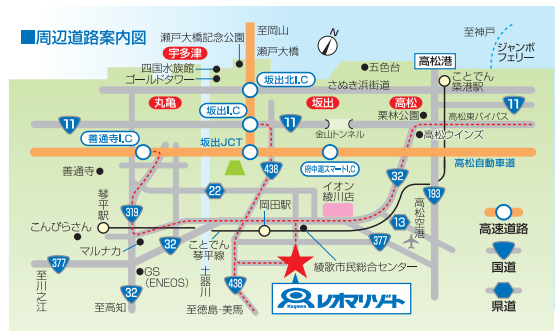 ■周辺道路案内図
至岡山
瀬戸大橋記念公園
瀬戸大橋
N
至神戸
ジャンボ
フェリー
宇多津
四国水族館
ゴールドタワー
坂出北I.C
五色台
さぬき浜街道
高松港
ことでん
築港駅
丸亀
坂出I.C
坂出
高松
栗林公園
高松東バイパス
11
11
11
金山トンネル
高松ウインズ
善通寺I.C
坂出JCT
府中湖スマートI.C
高松自動車道
善通寺
438
32
193
22
イオン
綾川店
319
琴平駅
岡田駅
13
高松空港
高速道路
こんぴらさん
マルナカ
32
ことでん
琴平線
377
国道
377
GS
(ENEOS)
土器川
綾歌市民総合センター
県道
至川之江
32
至高知
438
至徳島・美馬
Kagawa
レオマリゾート